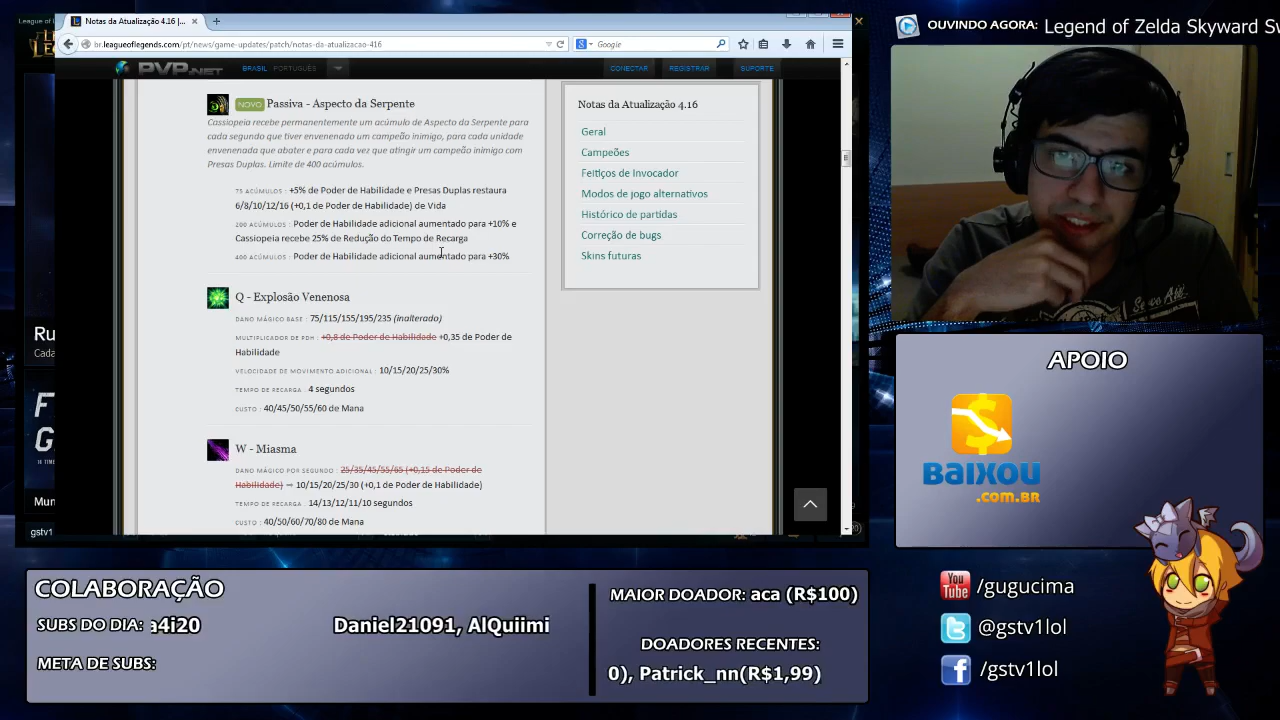 Notas da Atualização 4.16 |...
br.leagueoflegends.com/pt/news/game-updates/patch/notas-da-atualizacao-416
Google
PVP.NET
BRASIL PORTUGUÊS
CONECTAR
REGISTRAR
SUPORTE
NOVO Passiva - Aspecto da Serpente
Cassiopeia recebe permanentemente um acúmulo de Aspecto da Serpente para
cada segundo que tiver envenenado um campeão inimigo, para cada unidade
envenenada que abater e para cada vez que atingir um campeão inimigo com
Presas Duplas. Limite de 400 acúmulos.
75 ACÚMULOS : +5% de Poder de Habilidade e Presas Duplas restaura
6/8/10/12/16 (+0,1 de Poder de Habilidade) de Vida
200 ACÚMULOS : Poder de Habilidade adicional aumentado para +10% e
Cassiopeia recebe 25% de Redução do Tempo de Recarga
400 ACÚMULOS : Poder de Habilidade adicional aumentado para +30%
Q - Explosão Venenosa
DANO MÁGICO BASE : 75/115/155/195/235 (inalterado)
MULTIPLICADOR DE PDH : +0,8 de Poder de Habilidade +0,35 de Poder de
Habilidade
VELOCIDADE DE MOVIMENTO ADICIONAL : 10/15/20/25/30%
TEMPO DE RECARGA : 4 segundos
CUSTO : 40/45/50/55/60 de Mana
W - Miasma
DANO MÁGICO POR SEGUNDO : 25/35/45/55/65 (+0,15 de Poder de
Habilidade) ⇒ 10/15/20/25/30 (+0,1 de Poder de Habilidade)
TEMPO DE RECARGA : 14/13/12/11/10 segundos
CUSTO : 40/50/60/70/80 de Mana
Notas da Atualização 4.16
Geral
Campeões
Feitiços de Invocador
Modos de jogo alternativos
Histórico de partidas
Correção de bugs
Skins futuras
League of
Ru
Cada
F
G
Mun
gstv1
OUVINDO AGORA: Legend of Zelda Skyward Sw
APOIO
BAIXOU
.COM.BR
You Tube /gugucima
@gstv1lol
/gstv1lol
COLABORAÇÃO
SUBS DO DIA: a4i20 Daniel21091, AlQuiimi
META DE SUBS:
MAIOR DOADOR: aca (R$100)
DOADORES RECENTES:
0), Patrick_nn(R$1,99)